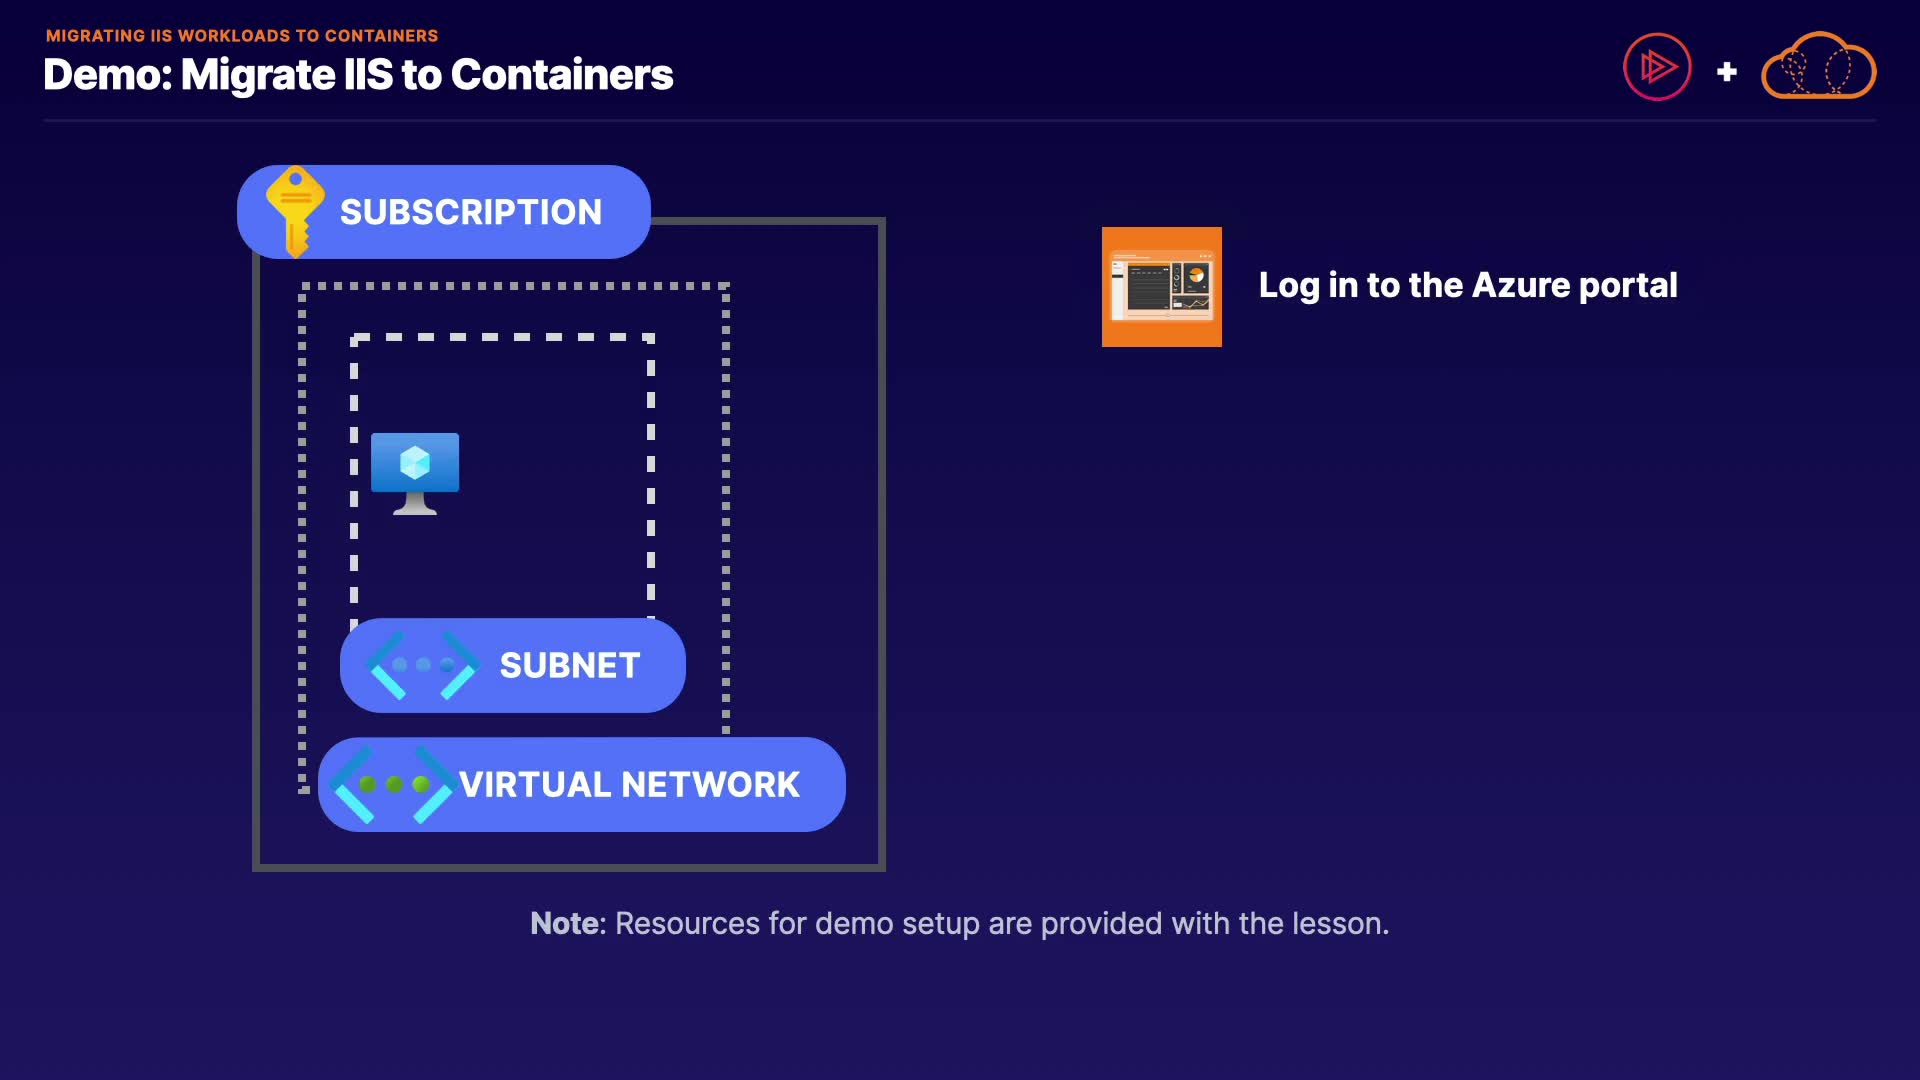 MIGRATING IIS WORKLOADS TO CONTAINERS
Demo: Migrate IIS to Containers
SUBSCRIPTION
Log in to the Azure portal
SUBNET
VIRTUAL NETWORK
Note: Resources for demo setup are provided with the lesson.